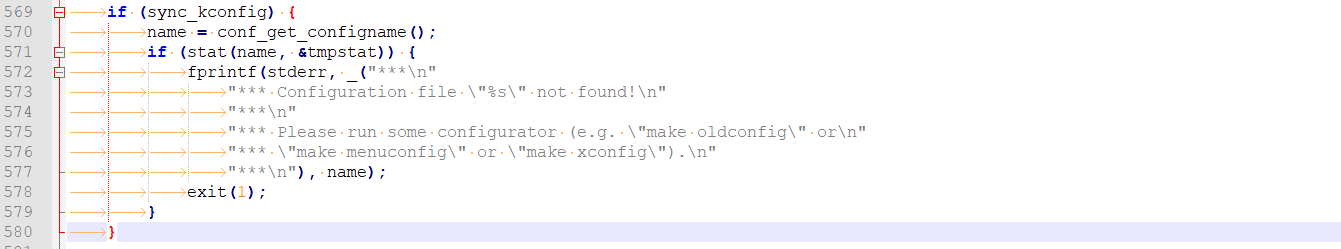 569 if (sync_kconfig) {
570 name = conf_get_configname();
571 if (stat(name, &tmpstat)) {
572 fprintf(stderr, _("***\n"
573 "*** Configuration file \"%s\" not found!\n"
574 "***\n"
575 "*** Please run some configurator (e.g. \"make oldconfig\" or\n"
576 "*** \"make menuconfig\" or \"make xconfig\").\n"
577 "***\n"), name);
578 exit(1);
579 }
580 }